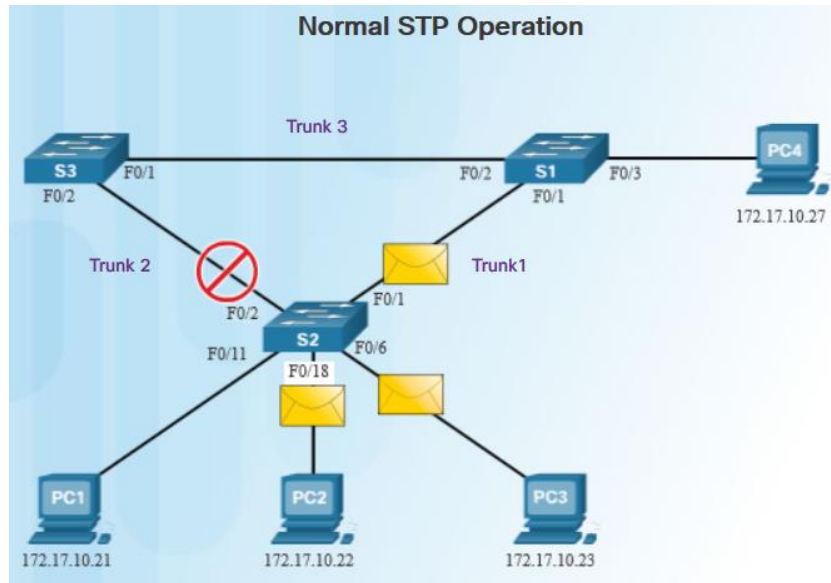 Normal STP Operation
Trunk 3
S3
F0/1
F0/2
S1
F0/3
PC4
F0/2
F0/1
172.17.10.27
Trunk 2
Trunk1
F0/2
F0/1
S2
F0/11
F0/6
F0/18
PC1
PC2
PC3
172.17.10.21
172.17.10.22
172.17.10.23